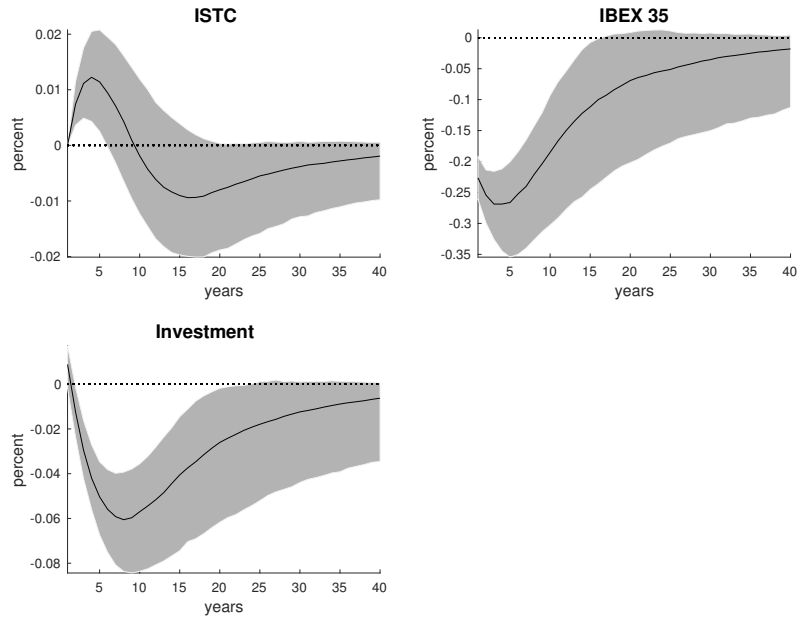 ISTC
0.02
0.01
0
-0.01
-0.02
percent
5 10 15 20 25 30 35 40
years
IBEX 35
0
-0.05
-0.1
-0.15
-0.2
-0.25
-0.3
-0.35
percent
5 10 15 20 25 30 35 40
years
Investment
0
-0.02
-0.04
-0.06
-0.08
percent
5 10 15 20 25 30 35 40
years